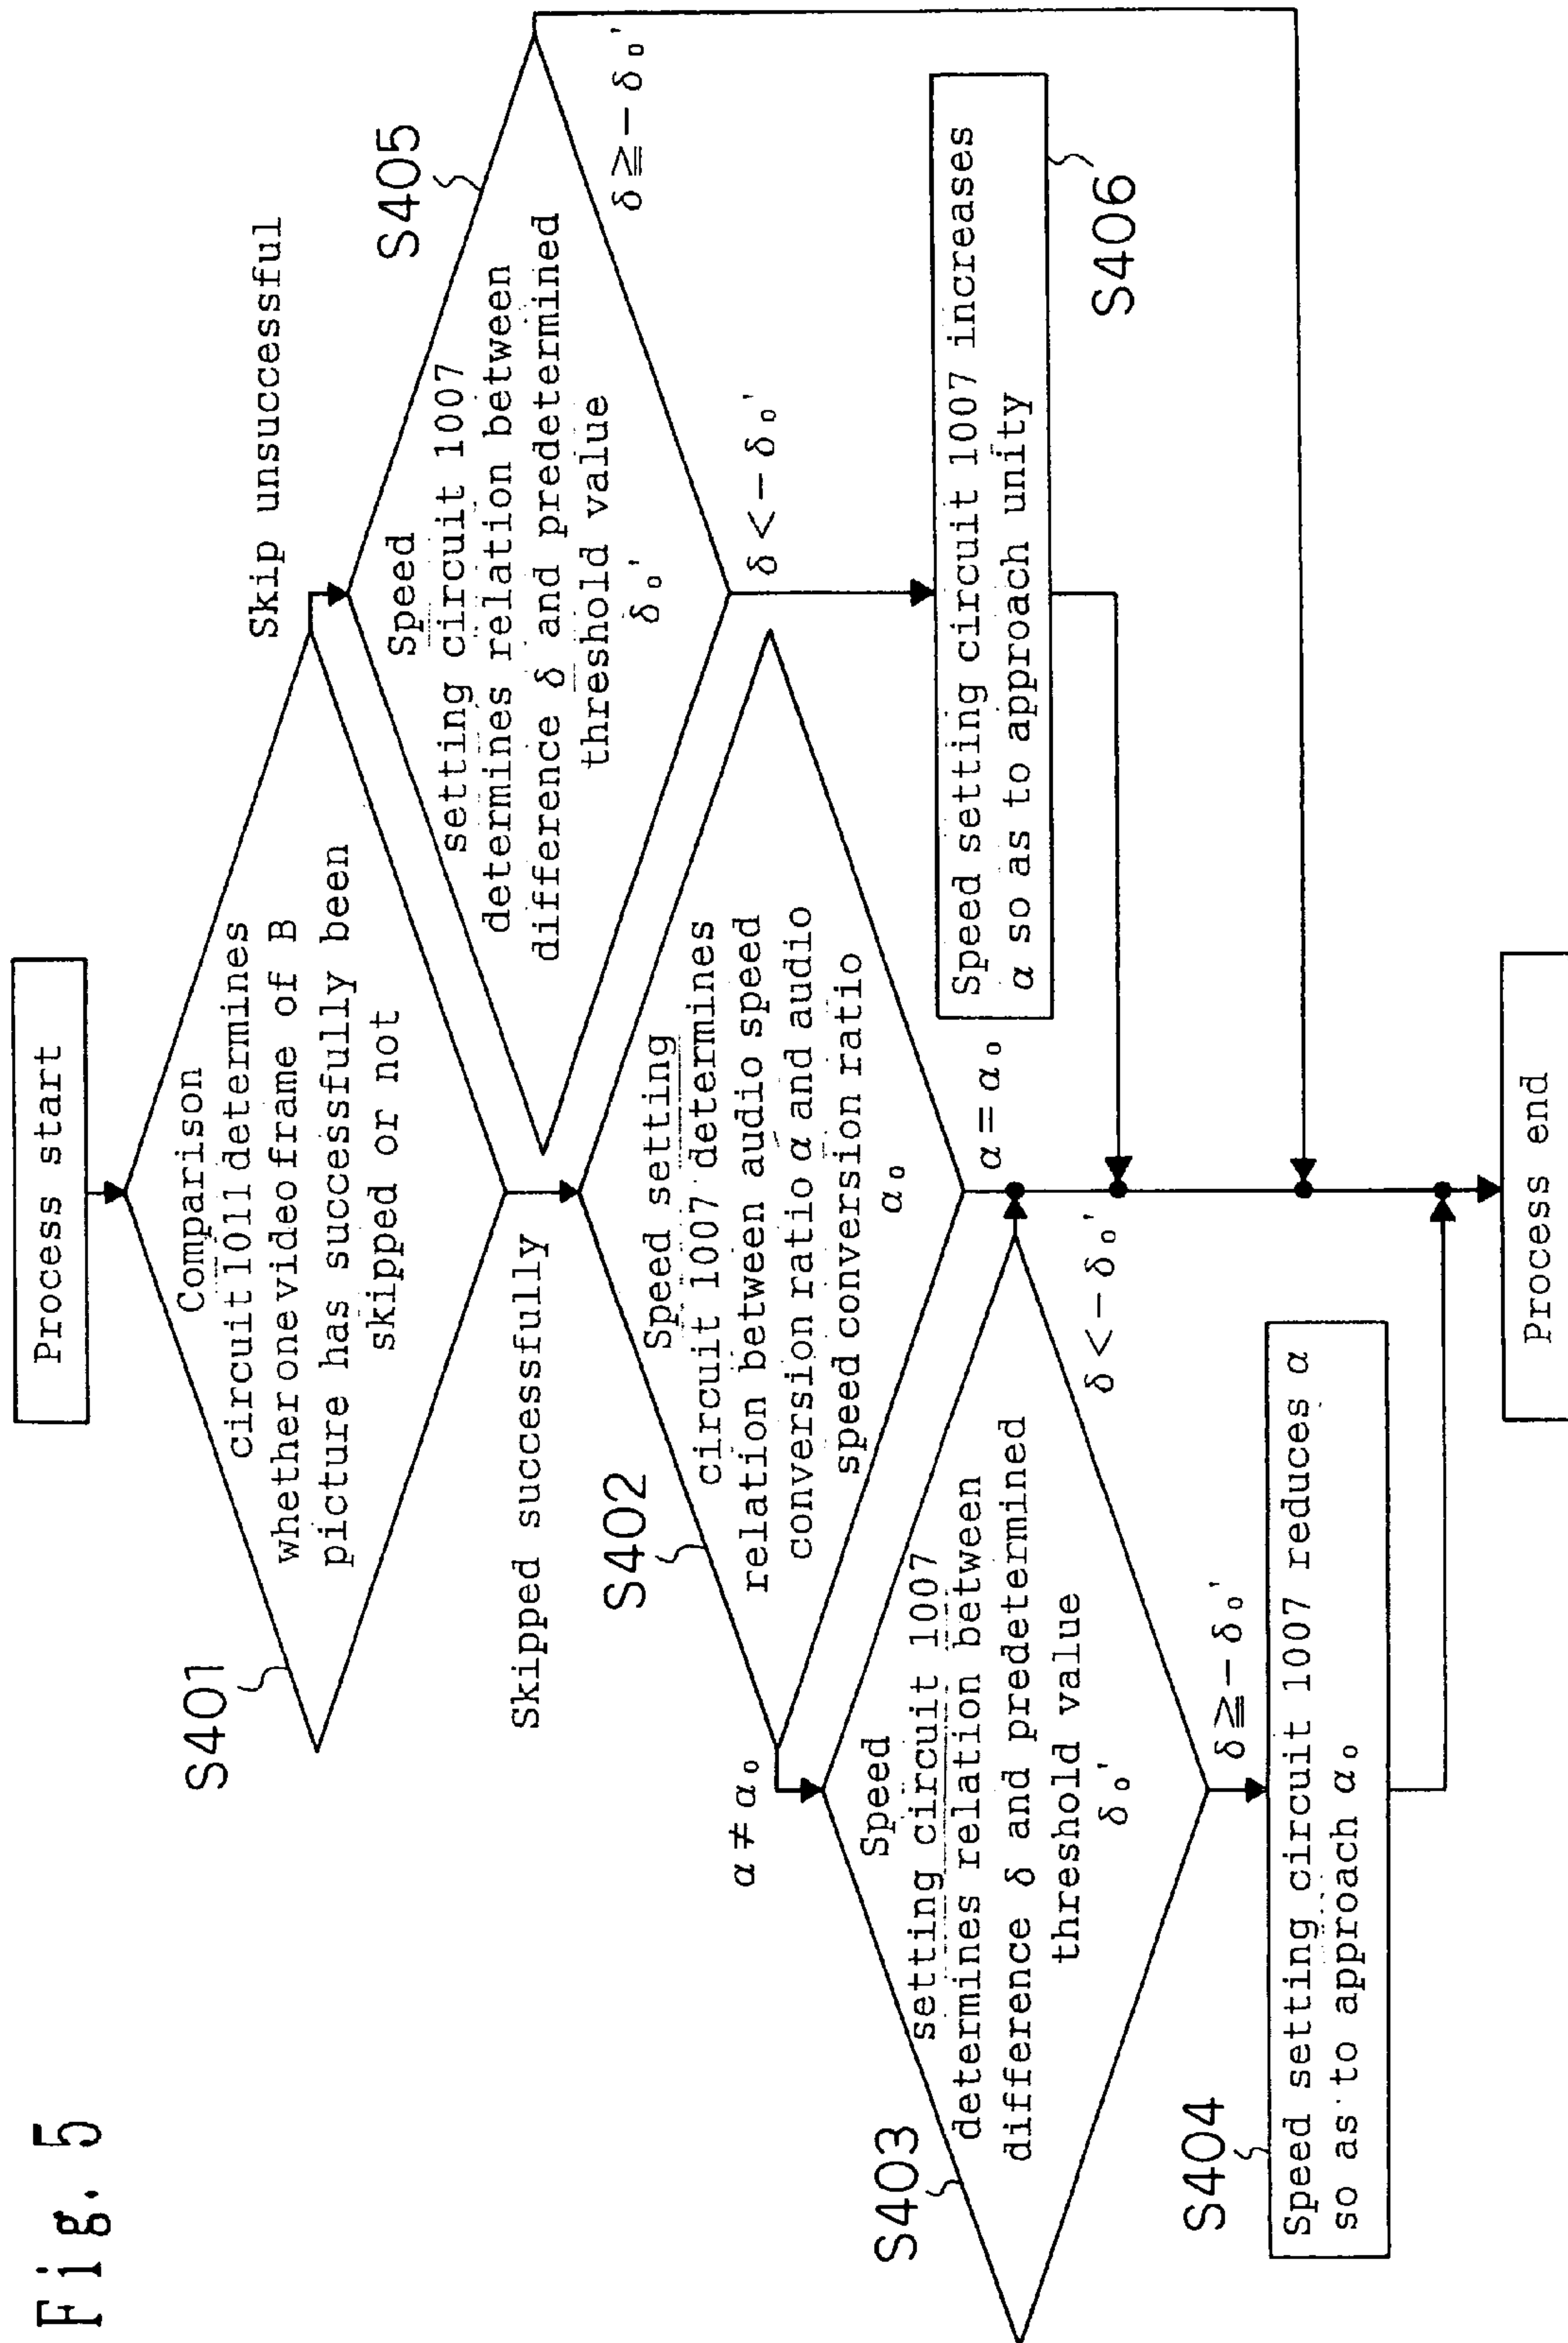 Fig. 5
Process start
S401
Comparison
circuit 1011 determines
whether one video frame of B
picture has successfully been
skipped or not
Skip unsuccessful
Skipped successfully
S405
Speed
setting circuit 1007
determines relation between
difference δ and predetermined
threshold value
δ₀'
δ≧−δ₀'
δ<−δ₀'
S402
Speed setting
circuit 1007 determines
relation between audio speed
conversion ratio α and audio
speed conversion ratio
α₀
α≠α₀
α=α₀
S406
Speed setting circuit 1007 increases
α so as to approach unity
S403
Speed
setting circuit 1007
determines relation between
difference δ and predetermined
threshold value
δ₀'
δ<−δ₀'
δ≧−δ₀'
S404
Speed setting circuit 1007 reduces α
so as to approach α₀
Process end